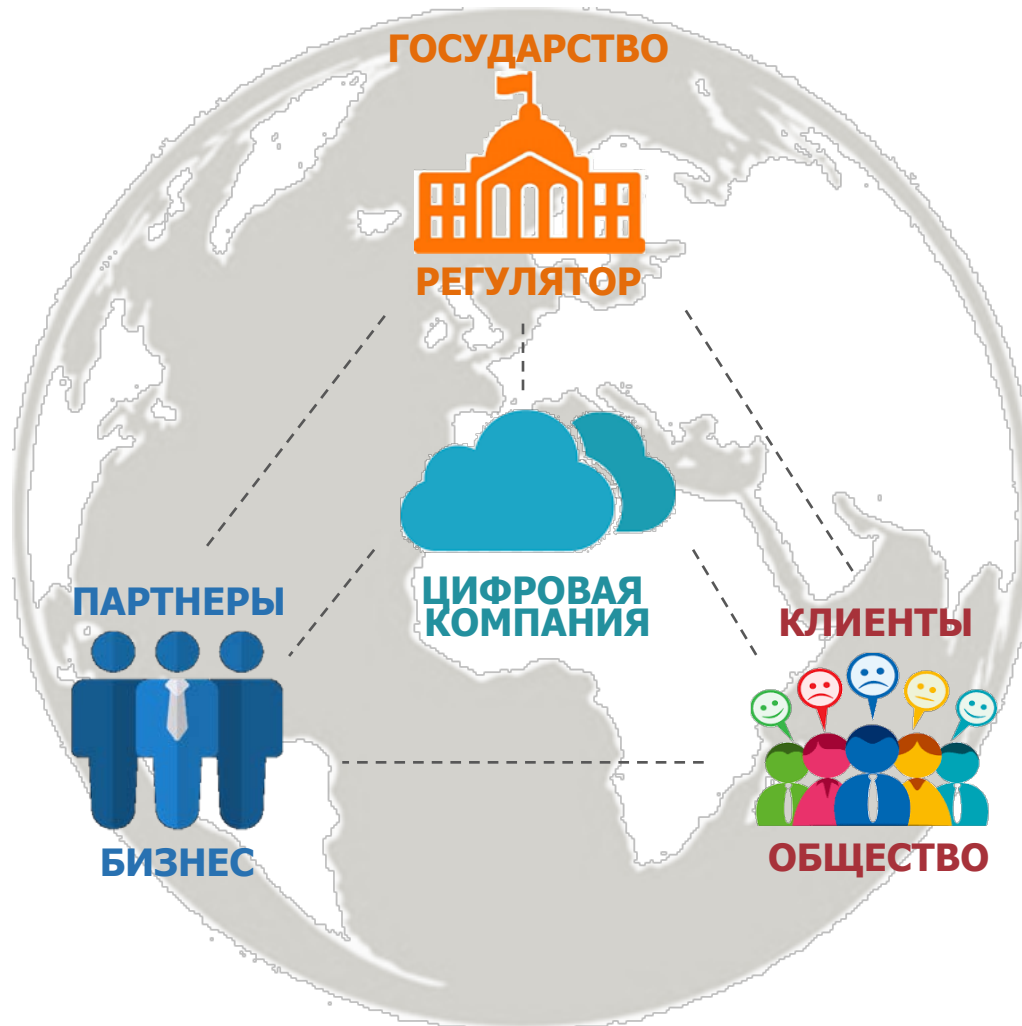 ГОСУДАРСТВО
РЕГУЛЯТОР
ЦИФРОВАЯ
КОМПАНИЯ
ПАРТНЕРЫ
БИЗНЕС
КЛИЕНТЫ
ОБЩЕСТВО